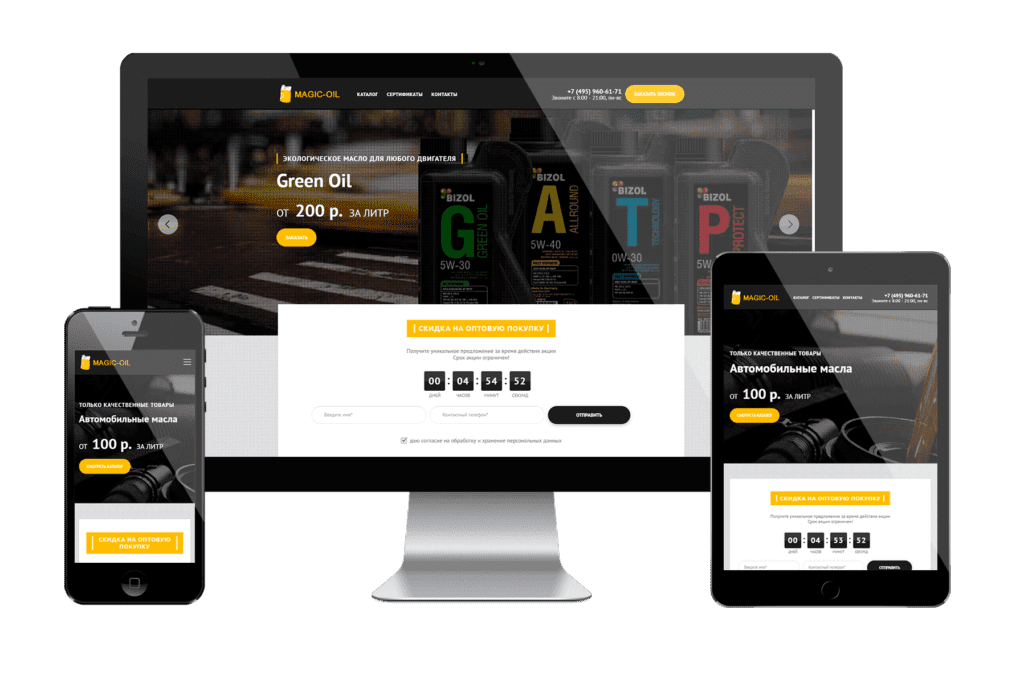 MAGIC-OIL
КАТАЛОГ СЕРТИФИКАТЫ КОНТАКТЫ
+7 (495) 960-61-71
Звоните с 8:00 - 21:00, пн-вс
ЗАКАЗАТЬ ЗВОНОК
ЭКОЛОГИЧЕСКОЕ МАСЛО ДЛЯ ЛЮБОГО ДВИГАТЕЛЯ
Green Oil
ОТ 200 р. ЗА ЛИТР
ЗАКАЗАТЬ
BIZOL
G
GREEN OIL
5W-30
BIZOL
A
ALLROUND
5W-40
BIZOL
T
TECHNOLOGY
0W-30
BIZOL
P
PROTECT
5W-30
СКИДКА НА ОПТОВУЮ ПОКУПКУ
Получите уникальное предложение за время действия акции
Срок акции ограничен!
00 : 04 : 54 : 52
ДНЕЙ ЧАСОВ МИНУТ СЕКУНД
Введите имя* Контактный телефон* ОТПРАВИТЬ
даю согласие на обработку и хранение персональных данных
MAGIC-OIL
ТОЛЬКО КАЧЕСТВЕННЫЕ ТОВАРЫ
Автомобильные масла
ОТ 100 р. ЗА ЛИТР
СМОТРЕТЬ КАТАЛОГ
СКИДКА НА ОПТОВУЮ
ПОКУПКУ
MAGIC-OIL
КАТАЛОГ СЕРТИФИКАТЫ КОНТАКТЫ
+7 (495) 960-61-71
Звоните с 8:00 - 21:00, пн-вс
ТОЛЬКО КАЧЕСТВЕННЫЕ ТОВАРЫ
Автомобильные масла
ОТ 100 р. ЗА ЛИТР
СМОТРЕТЬ КАТАЛОГ
СКИДКА НА ОПТОВУЮ ПОКУПКУ
Получите уникальное предложение за время действия акции
Срок акции ограничен!
00 : 04 : 53 : 52
ДНЕЙ ЧАСОВ МИНУТ СЕКУНД
Введите имя* Контактный телефон* ОТПРАВИТЬ